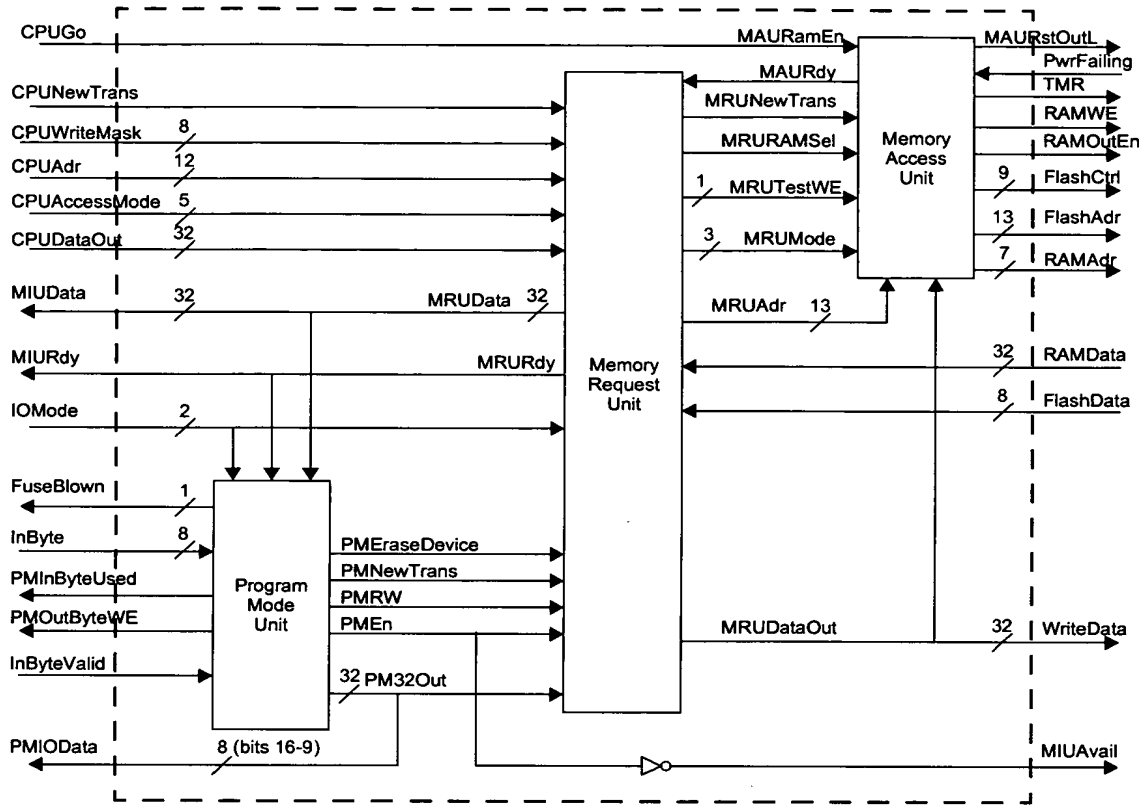 CPUGo
MAURamEn
MAURstOutL
PwrFailing
MAURdy
TMR
CPUNewTrans
MRUNewTrans
RAMWE
CPUWriteMask
8
MRURAMSel
Memory
Access
Unit
RAMOutEn
CPUAdr
12
1
MRUTestWE
9
FlashCtrl
CPUAccessMode
5
13
FlashAdr
CPUDataOut
32
3
MRUMode
7
RAMAdr
MIUData
32
MRUData
32
MRUAdr
13
MIURdy
MRURdy
Memory
Request
Unit
32
RAMData
IOMode
2
8
FlashData
FuseBlown
1
InByte
8
PMEraseDevice
PMInByteUsed
Program
Mode
Unit
PMNewTrans
PMRW
PMOutByteWE
PMEn
MRUDataOut
32
WriteData
InByteValid
32
PM32Out
PMIOData
8 (bits 16-9)
MIUAvail